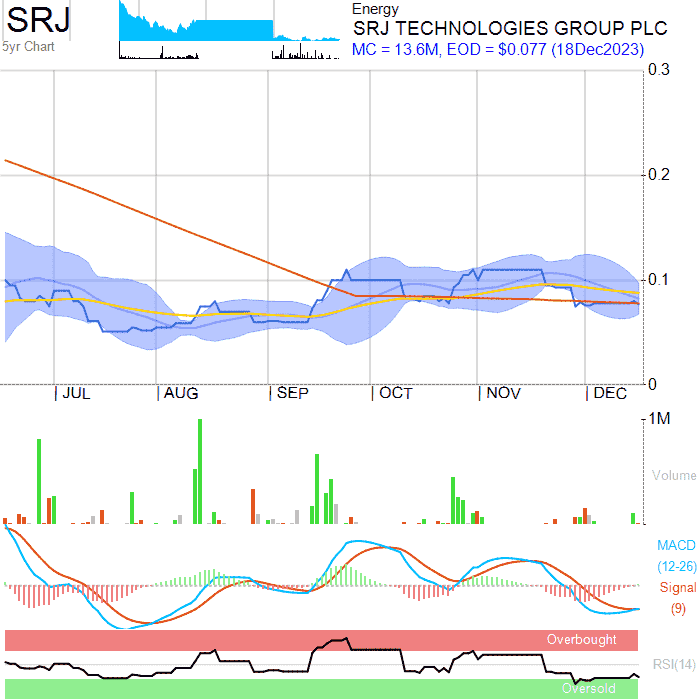 SRJ
5yr Chart
Energy
SRJ TECHNOLOGIES GROUP PLC
MC = 13.6M, EOD = $0.077 (18Dec2023)
0.3
0.2
0.1
0
JUL AUG SEP OCT NOV DEC
1M
Volume
MACD
(12-26)
Signal
(9)
Overbought
RSI(14)
Oversold